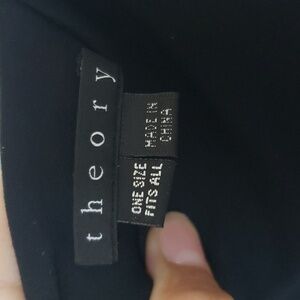 theory
MADE IN
CHINA
ONE SIZE
FITS ALL